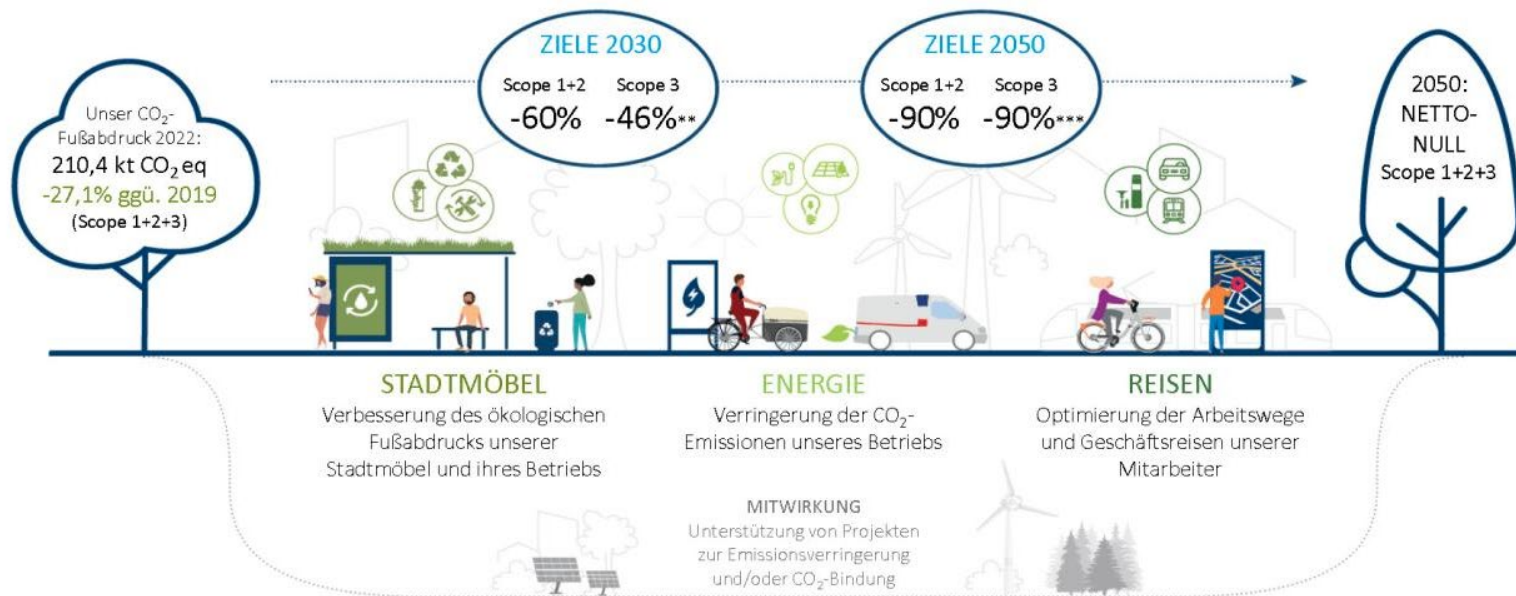 Unser CO₂-
Fußabdruck 2022:
210,4 kt CO₂ eq
-27,1% ggü. 2019
(Scope 1+2+3)
ZIELE 2030
Scope 1+2 Scope 3
-60% -46%**
ZIELE 2050
Scope 1+2 Scope 3
-90% -90%***
2050:
NETTO-
NULL
Scope 1+2+3
STADTMÖBEL
Verbesserung des ökologischen
Fußabdrucks unserer
Stadtmöbel und ihres Betriebs
ENERGIE
Verringerung der CO₂-
Emissionen unseres Betriebs
REISEN
Optimierung der Arbeitswege
und Geschäftsreisen unserer
Mitarbeiter
MITWIRKUNG
Unterstützung von Projekten
zur Emissionsverringerung
und/oder CO₂-Bindung